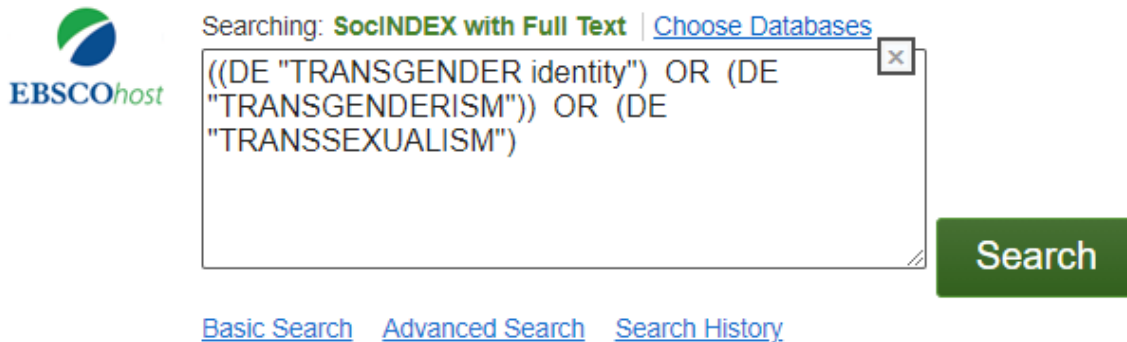 EBSCOhost
Searching: SocINDEX with Full Text | Choose Databases
((DE "TRANSGENDER identity") OR (DE
"TRANSGENDERISM")) OR (DE
"TRANSSEXUALISM")
Search
Basic Search Advanced Search Search History